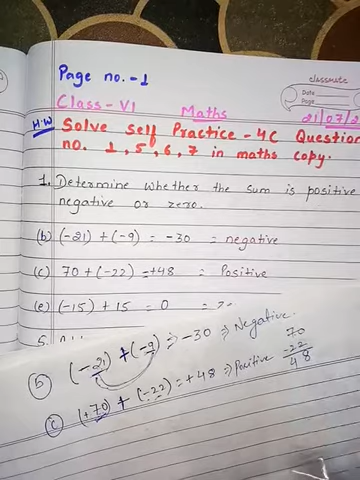 Page no.-1
classmate
Date
Page
Class-VI Maths 21/07/2
H.W Solve self Practice-4C Question
no. 1, 5, 6, 7 in maths copy.
1. Determine whether the sum is positive
negative or zero.
(b) (-21) + (-9) = -30 = negative
(c) 70 + (-22) = +48 = Positive
(e) (-15) + 15 = 0 =
5.
b (-21) + (-9) => -30 => Negative.
c (+70) + (-22) = +48 => Positive
70
-22
48